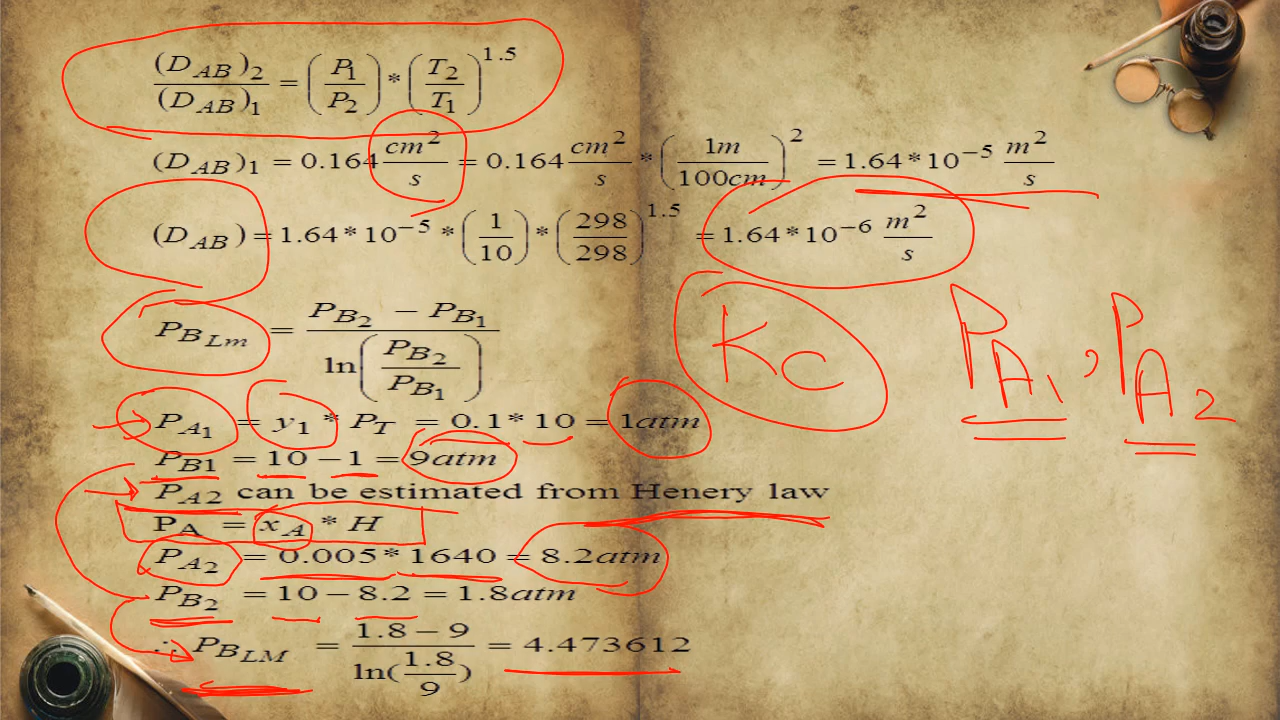 (D_AB)_2 / (D_AB)_1 = (P_1 / P_2) * (T_2 / T_1)^1.5
(D_AB)_1 = 0.164 cm^2 / s = 0.164 cm^2 / s * (1m / 100cm)^2 = 1.64*10^-5 m^2 / s
(D_AB) = 1.64*10^-5 * (1 / 10) * (298 / 298)^1.5 = 1.64*10^-6 m^2 / s
P_BLm = (P_B2 - P_B1) / ln(P_B2 / P_B1)
Kc P_A1 , P_A2
P_A1 = y_1 * P_T = 0.1*10 = 1atm
P_B1 = 10-1 = 9atm
P_A2 can be estimated from Henery law
P_A = x_A * H
P_A2 = 0.005*1640 = 8.2atm
P_B2 = 10-8.2 = 1.8atm
∴ P_BLM = (1.8-9) / ln(1.8 / 9) = 4.473612